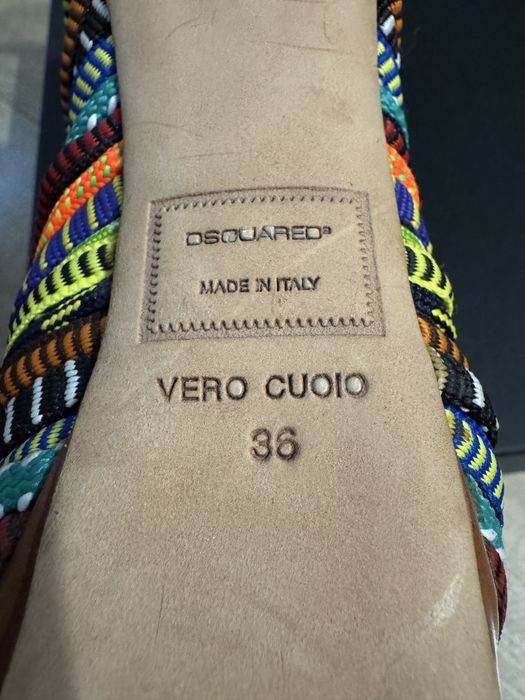 DSQUARED²
MADE IN ITALY
VERO CUOIO
36